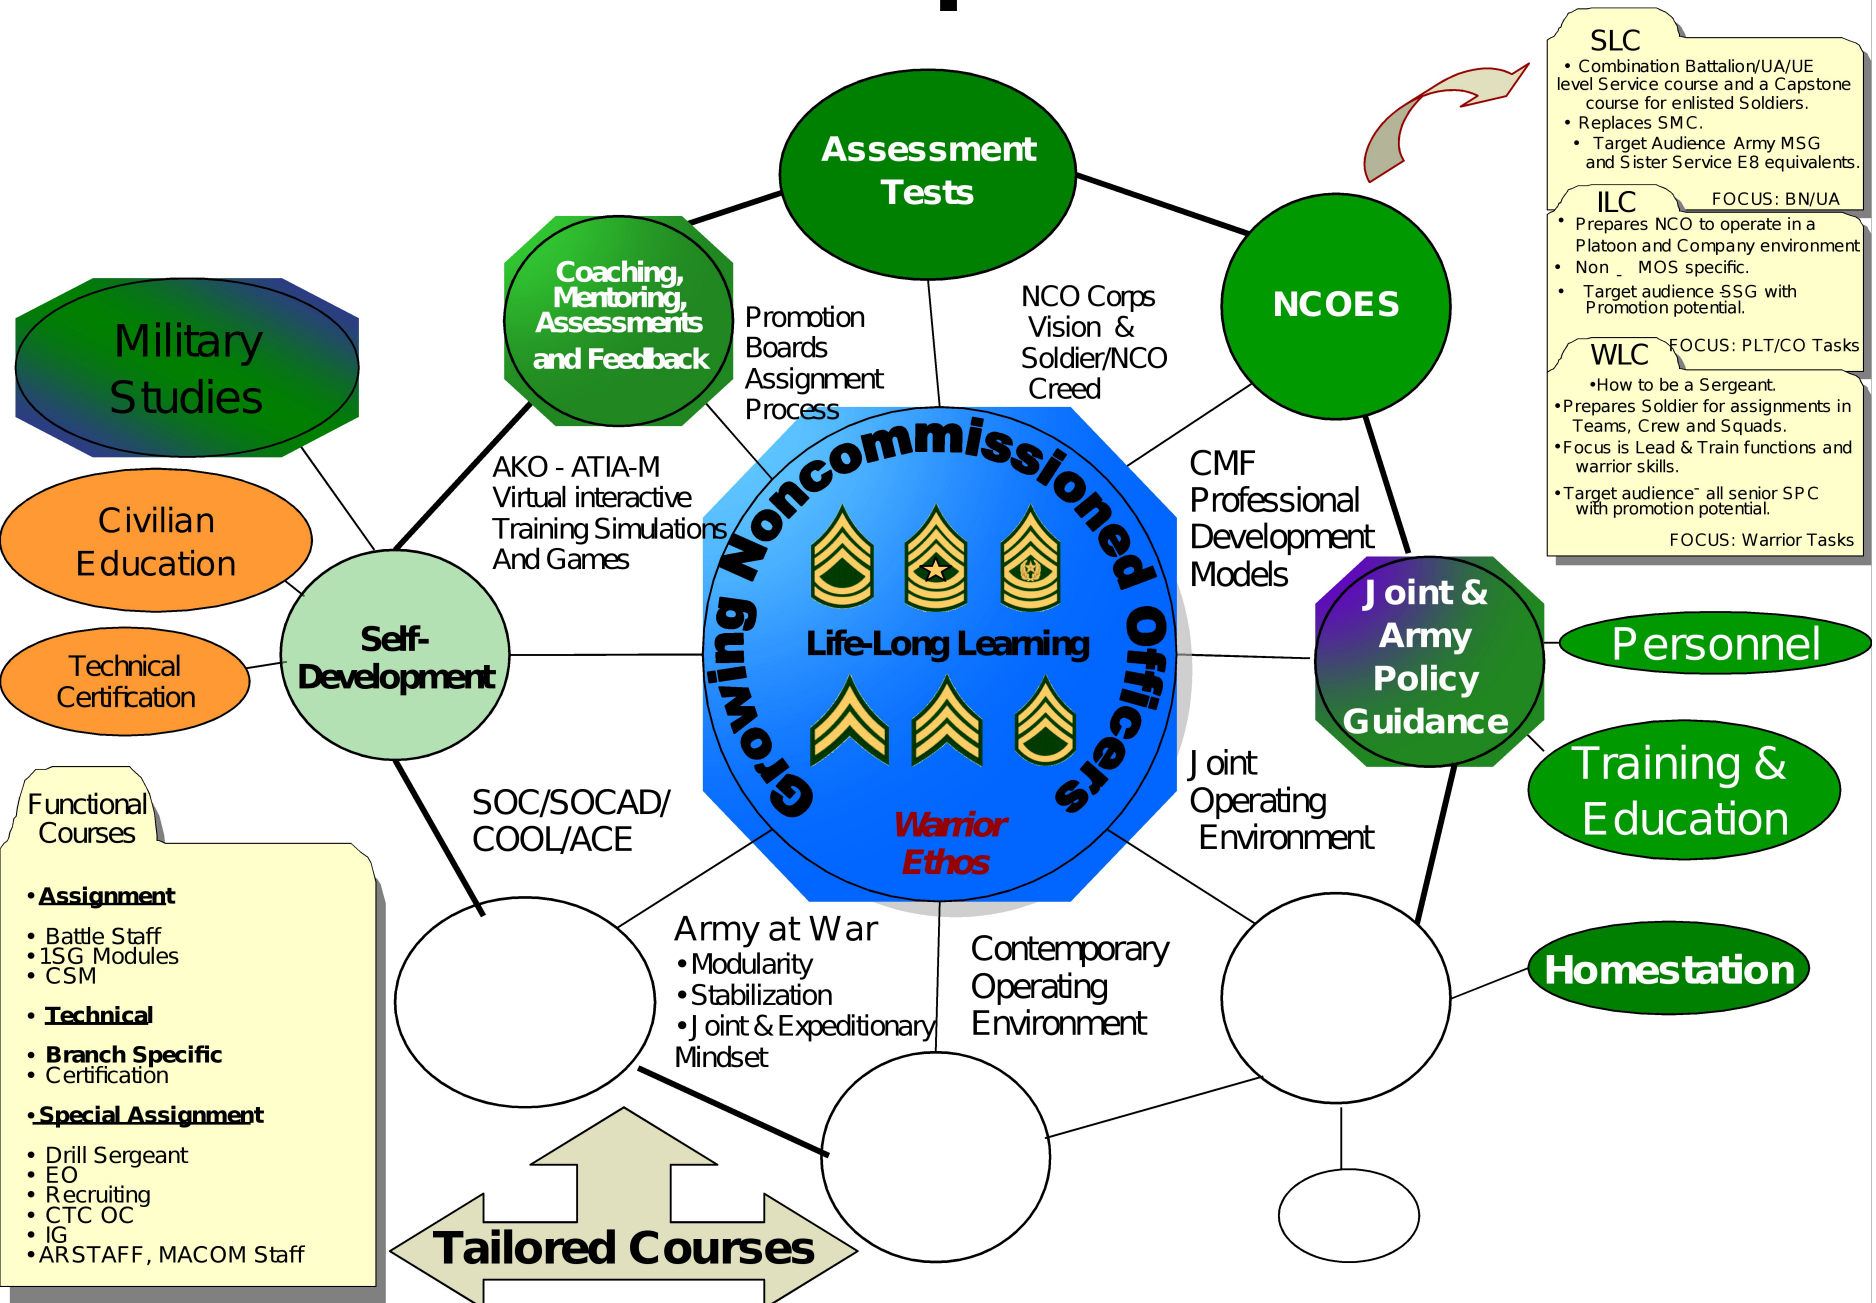 Assessment
Tests
NCOES
Coaching,
Mentoring,
Assessments
and Feedback
Military
Studies
Civilian
Education
Technical
Certification
Self-
Development
Promotion
Boards
Assignment
Process
NCO Corps
Vision &
Soldier/NCO
Creed
AKO - ATIA-M
Virtual interactive
Training Simulations
And Games
CMF
Professional
Development
Models
Growing Noncommissioned Officers
Life-Long Learning
Warrior
Ethos
Joint &
Army
Policy
Guidance
Personnel
Training &
Education
Homestation
SOC/SOCAD/
COOL/ACE
Joint
Operating
Environment
Army at War
•Modularity
•Stabilization
•Joint & Expeditionary
Mindset
Contemporary
Operating
Environment
Tailored Courses
SLC
• Combination Battalion/UA/UE
level Service course and a Capstone
course for enlisted Soldiers.
• Replaces SMC.
• Target Audience- Army MSG
and Sister Service E8 equivalents.
FOCUS: BN/UA
ILC
• Prepares NCO to operate in a
Platoon and Company environment
• Non - MOS specific.
• Target audience -SSG with
Promotion potential.
FOCUS: PLT/CO Tasks
WLC
•How to be a Sergeant.
•Prepares Soldier for assignments in
Teams, Crew and Squads.
•Focus is Lead & Train functions and
warrior skills.
•Target audience- all senior SPC
with promotion potential.
FOCUS: Warrior Tasks
Functional
Courses
•Assignment
• Battle Staff
•1SG Modules
• CSM
• Technical
• Branch Specific
• Certification
•Special Assignment
• Drill Sergeant
• EO
• Recruiting
• CTC OC
• IG
•ARSTAFF, MACOM Staff